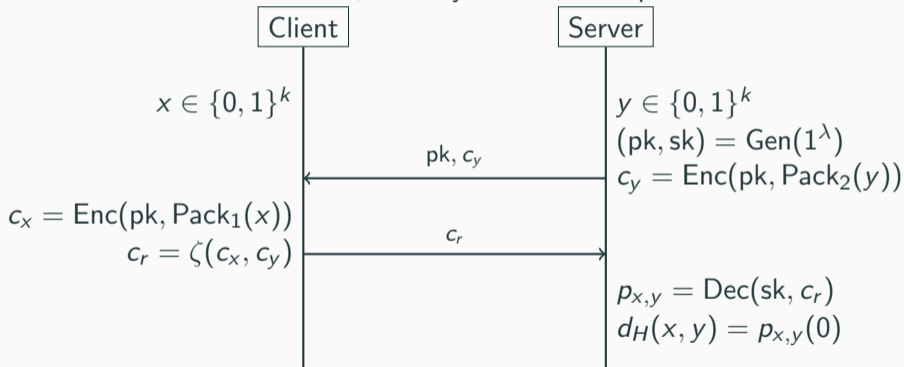 Client Server
x ∈ {0, 1}^k y ∈ {0, 1}^k
(pk, sk) = Gen(1^λ)
pk, c_y
c_y = Enc(pk, Pack_2(y))
c_x = Enc(pk, Pack_1(x))
c_r = ζ(c_x, c_y)
c_r
p_{x,y} = Dec(sk, c_r)
d_H(x, y) = p_{x,y}(0)